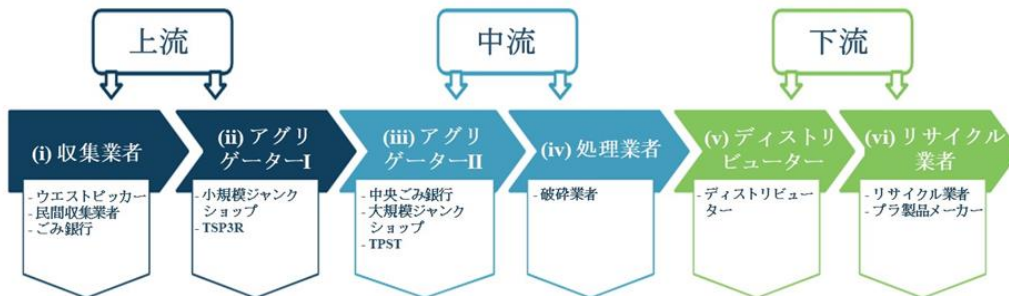 上流
中流
下流
(i) 収集業者
(ii) アグリ
ゲーターI
(iii) アグリ
ゲーターII
(iv) 処理業者
(v) ディストリ
ビューター
(vi) リサイクル
業者
- ウエストピッカー
- 民間収集業者
- ごみ銀行
- 小規模ジャンク
ショップ
- TSP3R
- 中央ごみ銀行
- 大規模ジャンク
ショップ
- TPST
- 破砕業者
- ディストリビュー
ター
- リサイクル業者
- プラ製品メーカー